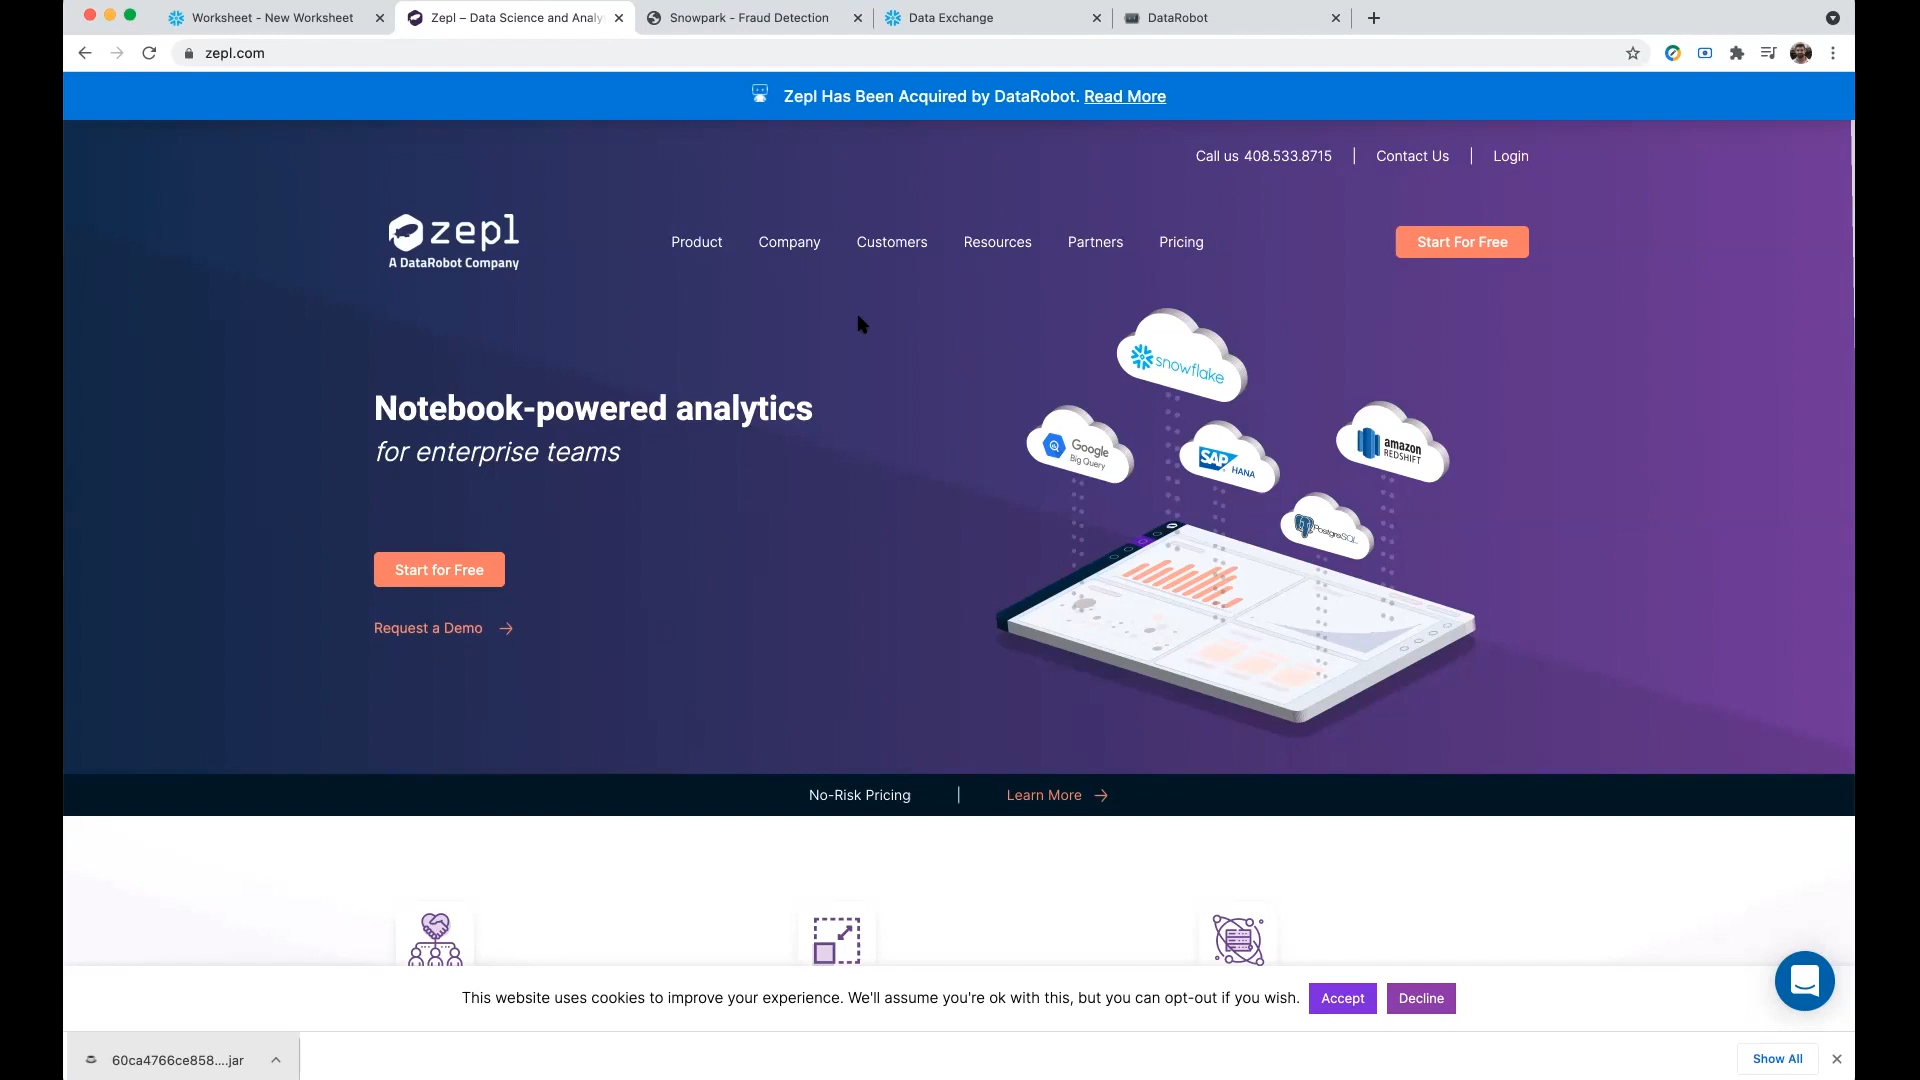 Worksheet - New Worksheet
Zepl – Data Science and Analy
Snowpark - Fraud Detection
Data Exchange
DataRobot
zepl.com
Zepl Has Been Acquired by DataRobot. Read More
Call us 408.533.8715 | Contact Us | Login
zepl
A DataRobot Company
Product
Company
Customers
Resources
Partners
Pricing
Start For Free
snowflake
Google
Big Query
SAP HANA
amazon
REDSHIFT
PostgreSQL
Notebook-powered analytics
for enterprise teams
Start for Free
Request a Demo
No-Risk Pricing | Learn More
This website uses cookies to improve your experience. We'll assume you're ok with this, but you can opt-out if you wish.
Accept
Decline
60ca4766ce858....jar
Show All